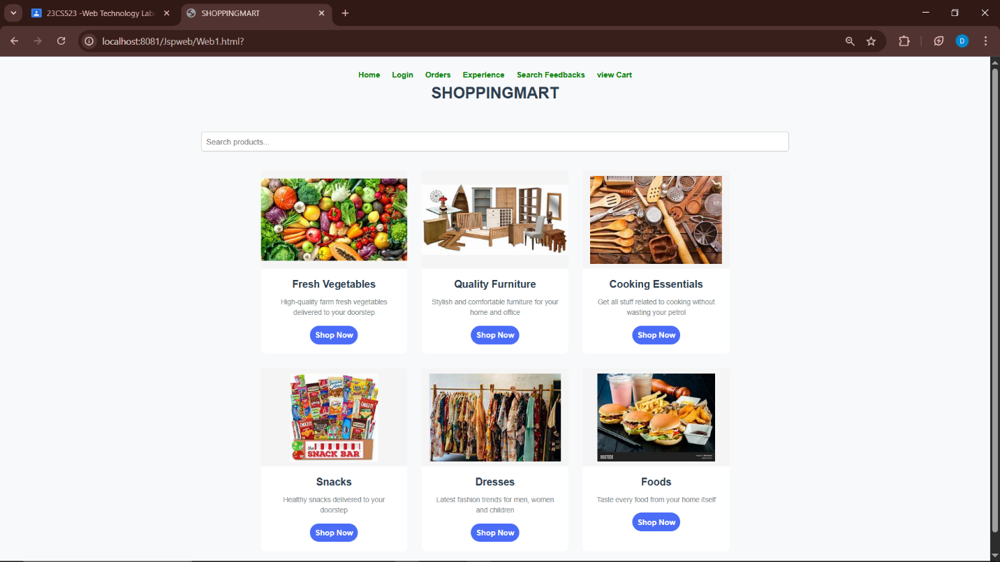 23CS523 -Web Technology Lab
SHOPPINGMART
localhost:8081/Jspweb/Web1.html?
D
Home Login Orders Experience Search Feedbacks view Cart
SHOPPINGMART
Search products...
Fresh Vegetables
High-quality farm fresh vegetables
delivered to your doorstep
Shop Now
Quality Furniture
Stylish and comfortable furniture for your
home and office
Shop Now
Cooking Essentials
Get all stuff related to cooking without
wasting your petrol
Shop Now
the
SNACK BAR
Snacks
Healthy snacks delivered to your
doorstep
Shop Now
Dresses
Latest fashion trends for men, women
and children
Shop Now
BIGSTOCK
Foods
Taste every food from your home itself
Shop Now